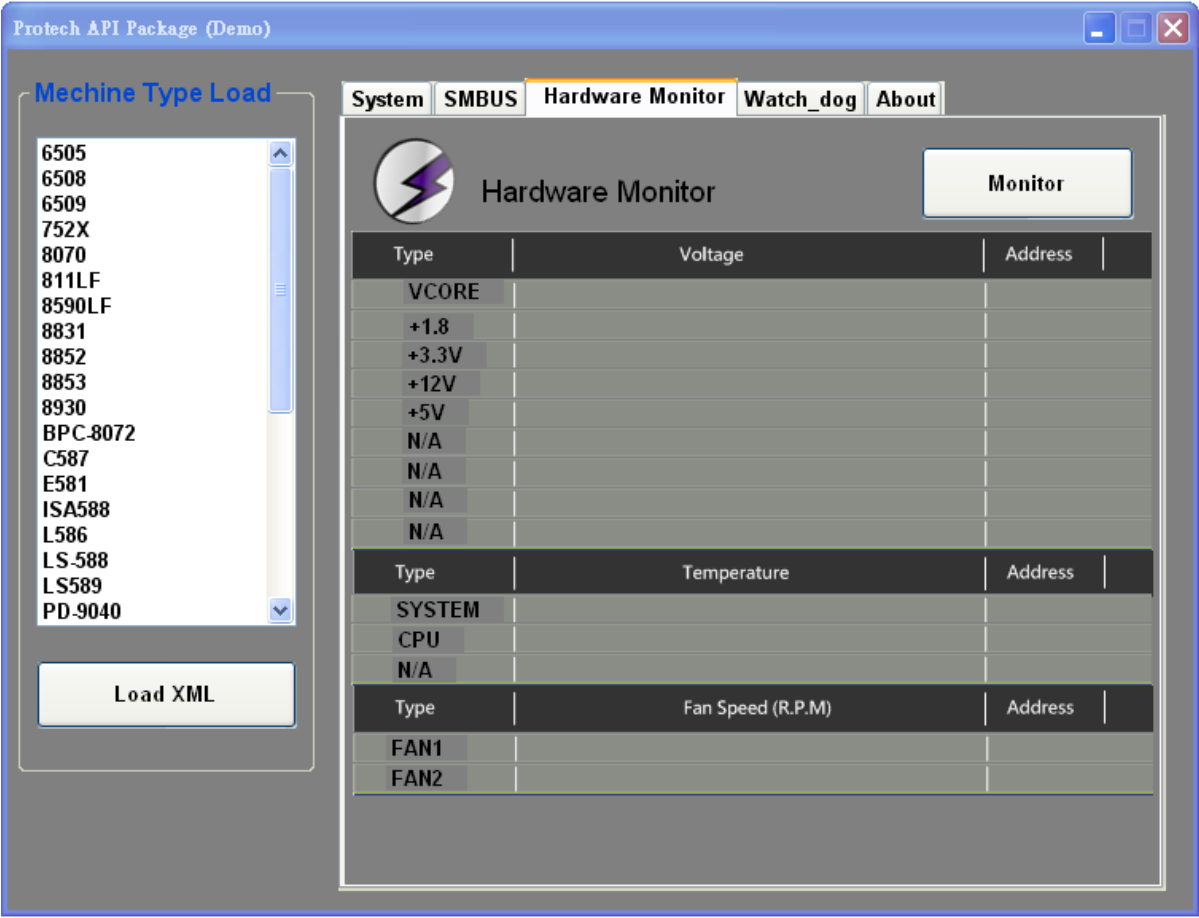 Protech API Package (Demo)
Mechine Type Load
6505
6508
6509
752X
8070
811LF
8590LF
8831
8852
8853
8930
BPC-8072
C587
E581
ISA588
L586
LS-588
LS589
PD-9040
Load XML
System SMBUS Hardware Monitor Watch_dog About
Hardware Monitor
Monitor
Type Voltage Address
VCORE
+1.8
+3.3V
+12V
+5V
N/A
N/A
N/A
N/A
Type Temperature Address
SYSTEM
CPU
N/A
Type Fan Speed (R.P.M) Address
FAN1
FAN2